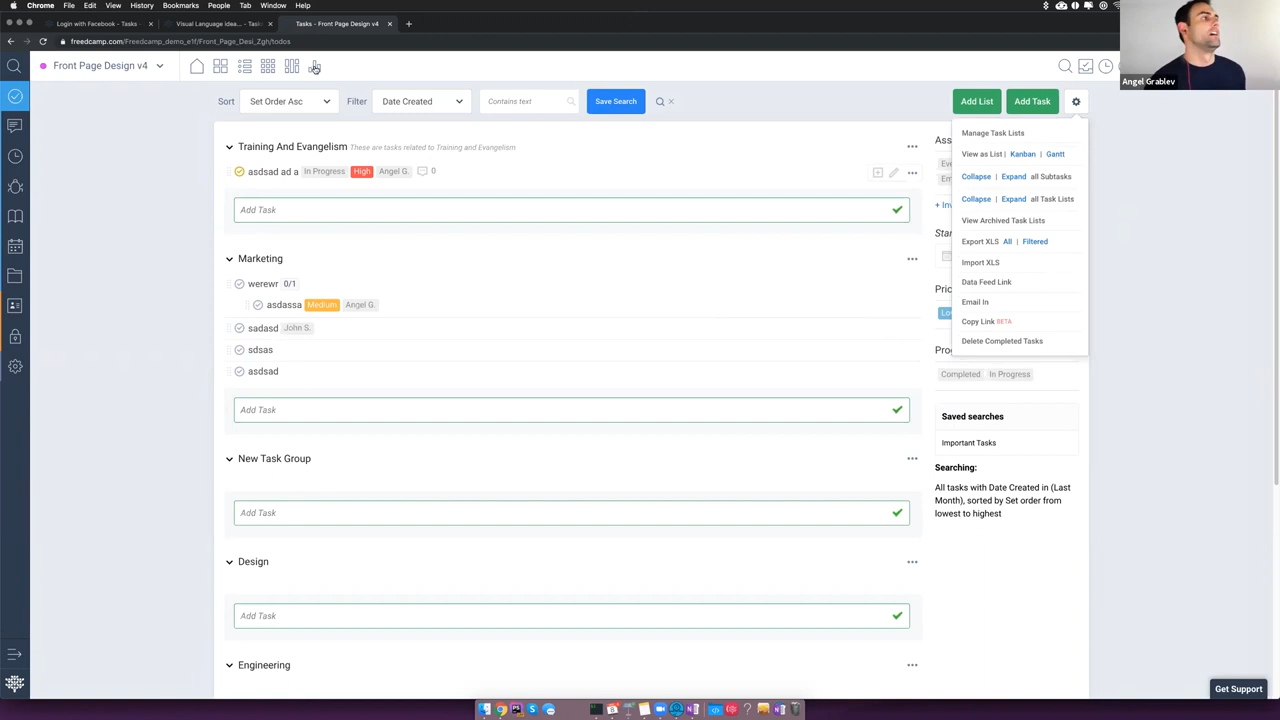 Chrome File Edit View History Bookmarks People Tab Window Help
Login with Facebook - Tasks - Visual Language Idea... - Tasks Tasks - Front Page Design v4
freedcamp.com/Freedcamp_demo_e1f/Front_Page_Desi_Zgh/todos
Front Page Design v4
Angel Grablev
Sort Set Order Asc Filter Date Created Contains text Save Search Add List Add Task
Training And Evangelism These are tasks related to Training and Evangelism
asdsad ad a In Progress High Angel G. 0
Add Task
Marketing
werewr 0/1
asdassa Medium Angel G.
sadasd John S.
sdsas
asdsad
Add Task
New Task Group
Add Task
Design
Add Task
Engineering
Manage Task Lists
View as List | Kanban | Gantt
Collapse | Expand all Subtasks
Collapse | Expand all Task Lists
View Archived Task Lists
Export XLS All | Filtered
Import XLS
Data Feed Link
Email In
Copy Link BETA
Delete Completed Tasks
Completed In Progress
Saved searches
Important Tasks
Searching:
All tasks with Date Created in (Last
Month), sorted by Set order from
lowest to highest
Get Support